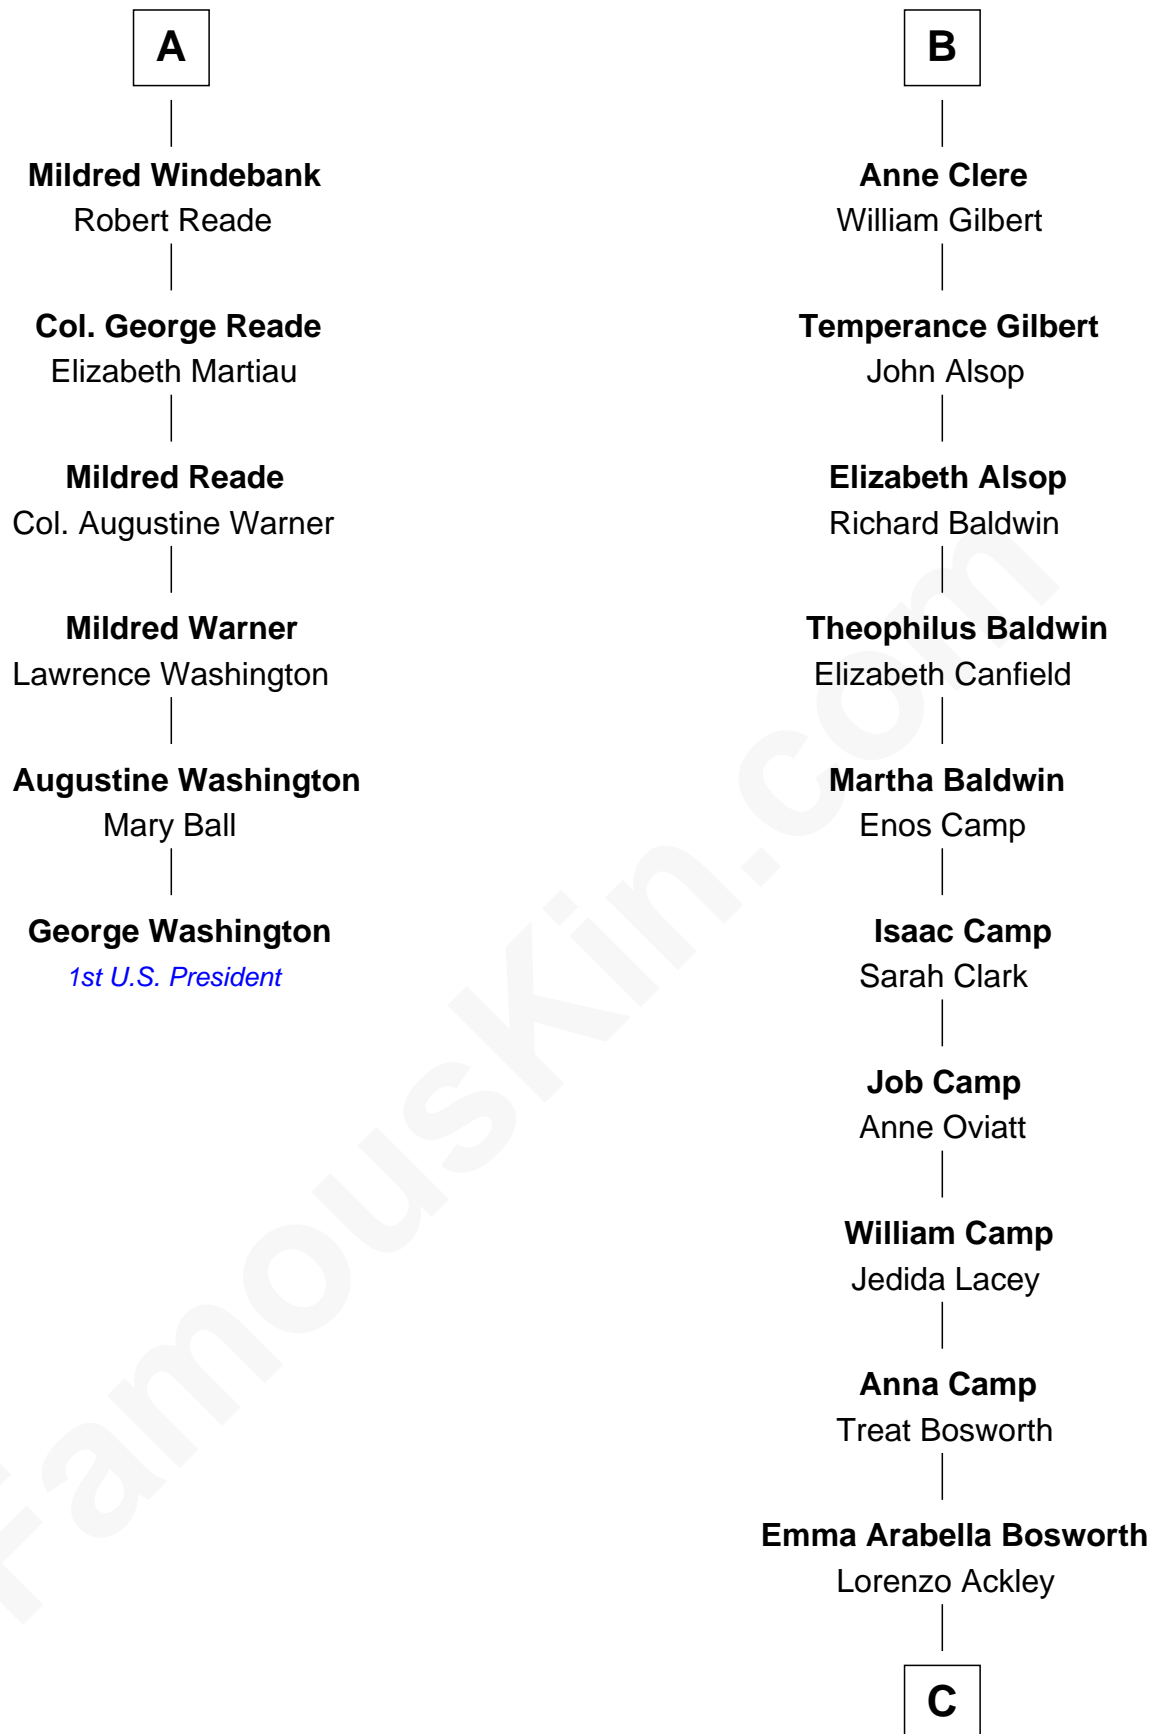 A
Mildred Windebank
Robert Reade
Col. George Reade
Elizabeth Martiau
Mildred Reade
Col. Augustine Warner
Mildred Warner
Lawrence Washington
Augustine Washington
Mary Ball
George Washington
1st U.S. President
B
Anne Clere
William Gilbert
Temperance Gilbert
John Alsop
Elizabeth Alsop
Richard Baldwin
Theophilus Baldwin
Elizabeth Canfield
Martha Baldwin
Enos Camp
Isaac Camp
Sarah Clark
Job Camp
Anne Oviatt
William Camp
Jedida Lacey
Anna Camp
Treat Bosworth
Emma Arabella Bosworth
Lorenzo Ackley
C
FamousKin.com